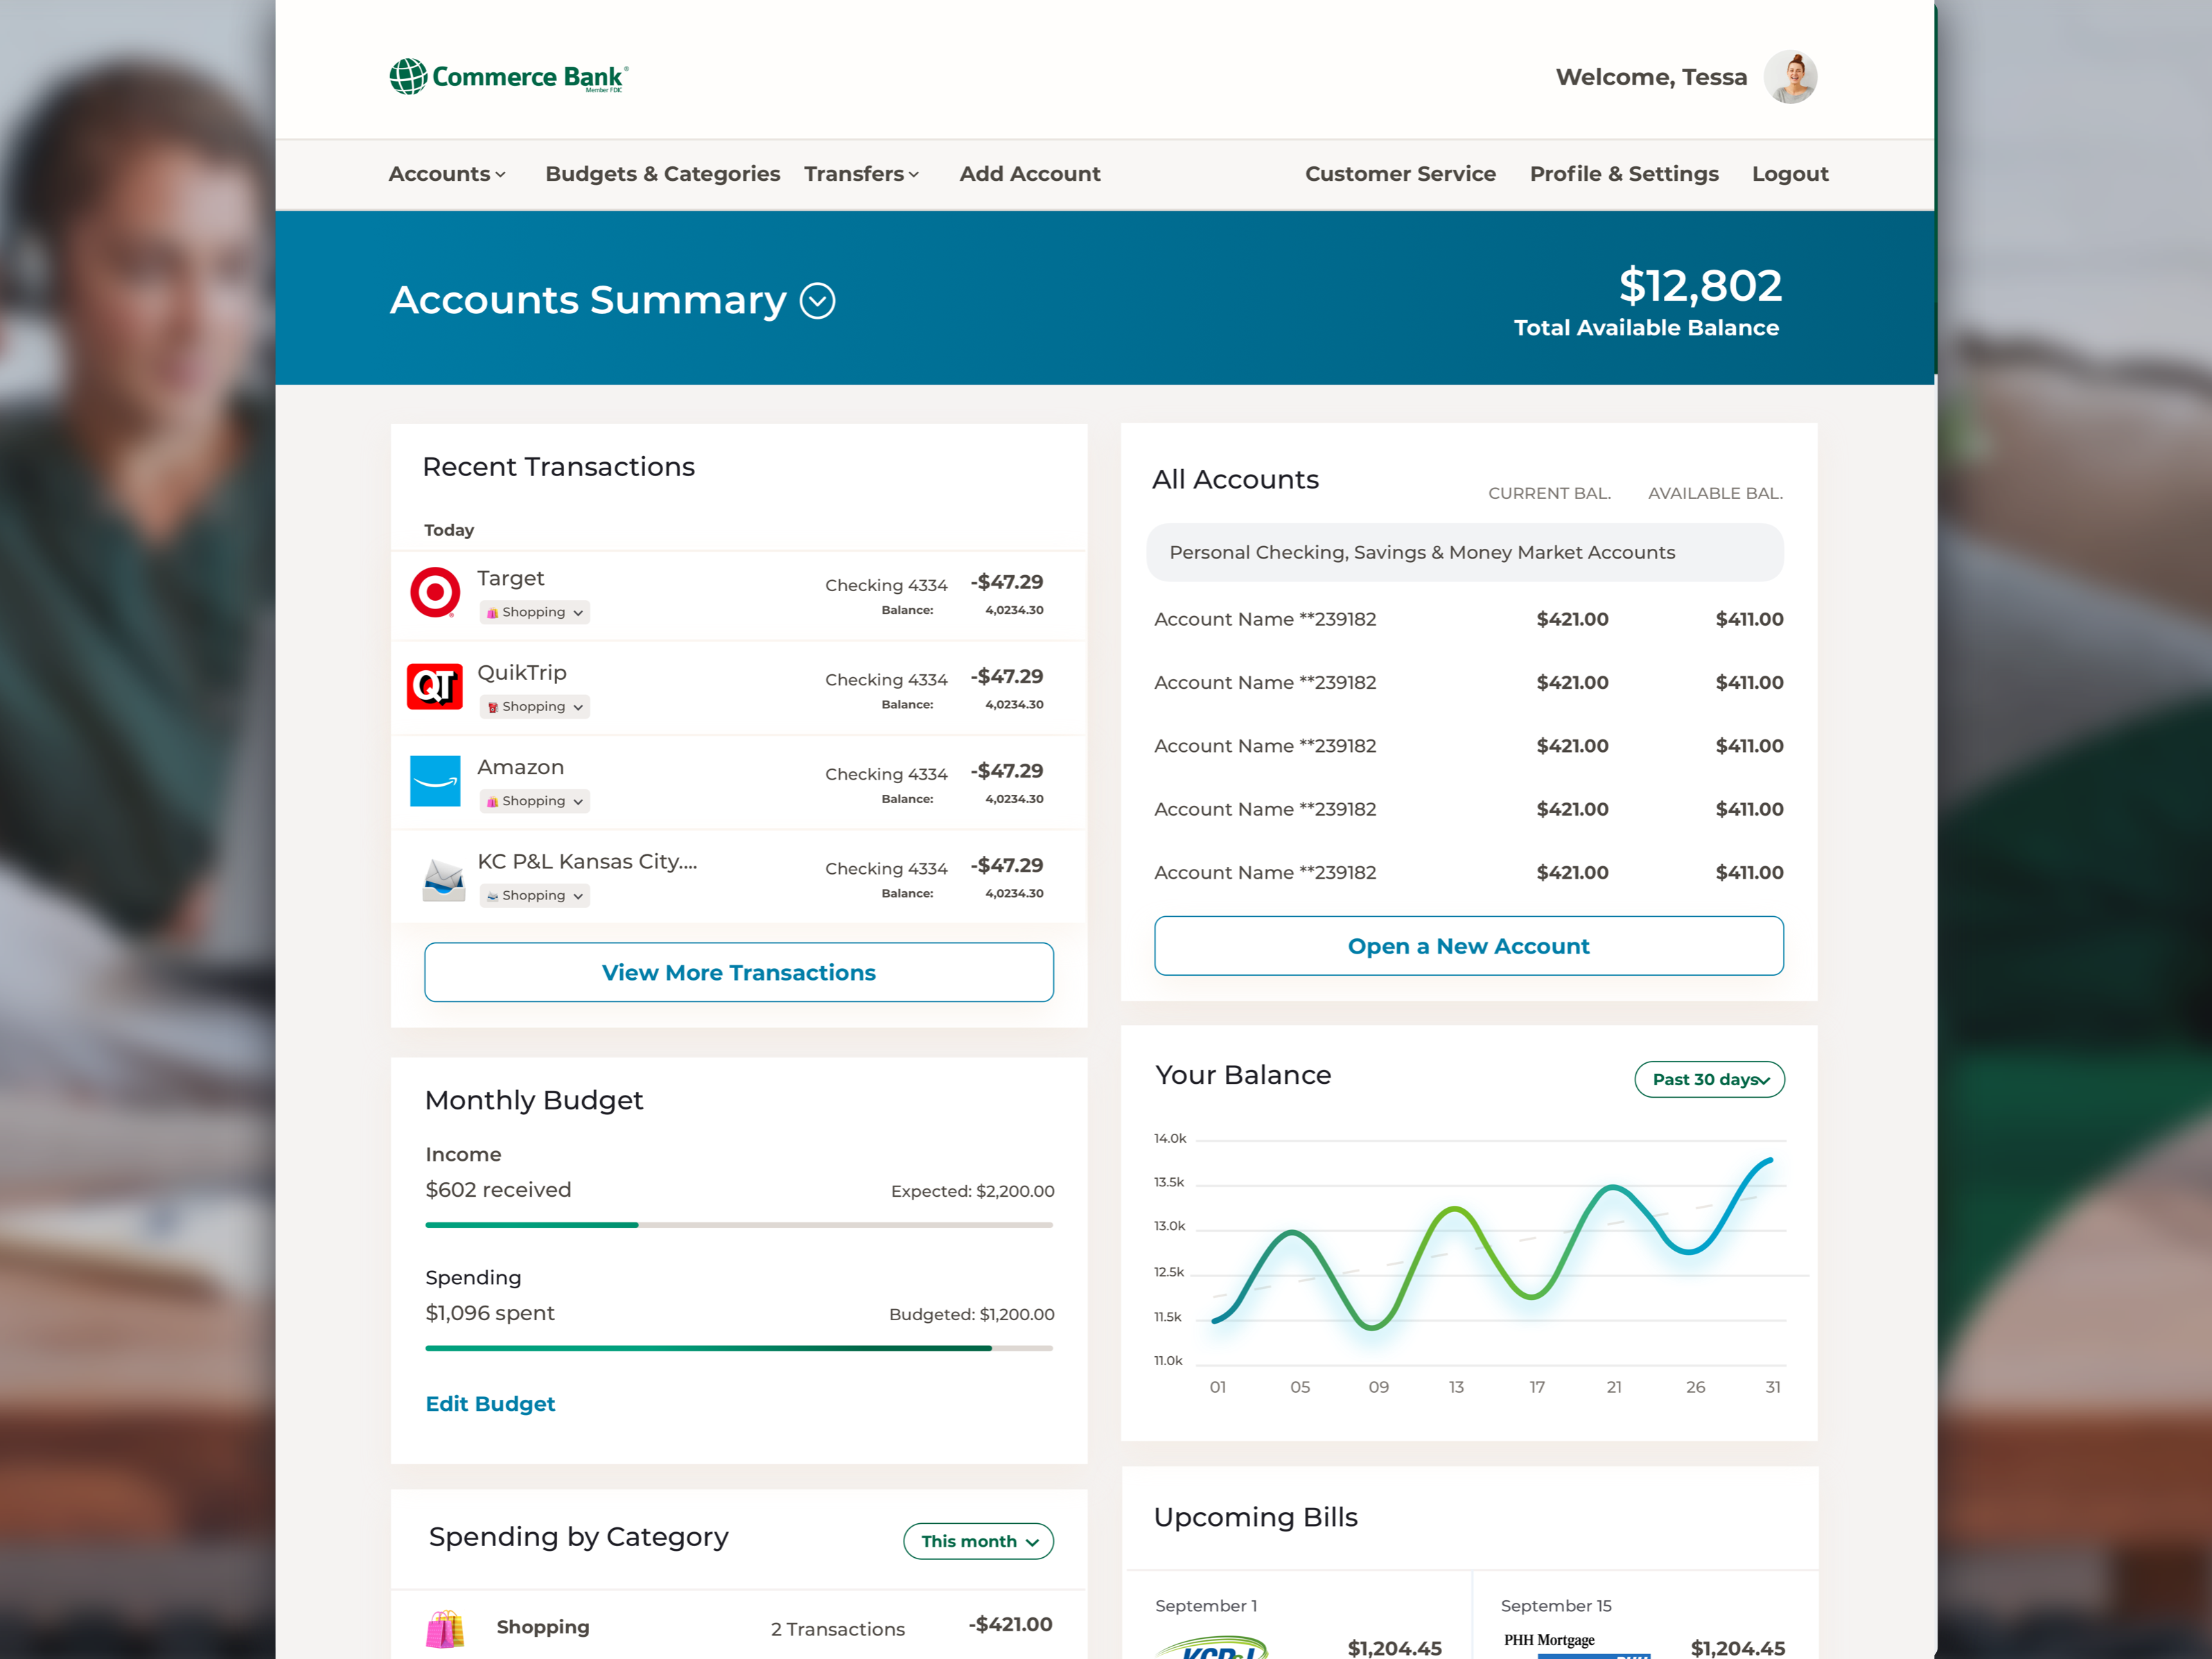 Commerce Bank®
Member FDIC
Welcome, Tessa
Accounts
Budgets & Categories
Transfers
Add Account
Customer Service
Profile & Settings
Logout
Accounts Summary
$12,802
Total Available Balance
Recent Transactions
Today
Target
Checking 4334 -$47.29
Shopping
Balance: 4,0234.30
QT
QuikTrip
Checking 4334 -$47.29
Shopping
Balance: 4,0234.30
Amazon
Checking 4334 -$47.29
Shopping
Balance: 4,0234.30
KC P&L Kansas City....
Checking 4334 -$47.29
Shopping
Balance: 4,0234.30
View More Transactions
All Accounts
CURRENT BAL. AVAILABLE BAL.
Personal Checking, Savings & Money Market Accounts
Account Name **239182 $421.00 $411.00
Account Name **239182 $421.00 $411.00
Account Name **239182 $421.00 $411.00
Account Name **239182 $421.00 $411.00
Account Name **239182 $421.00 $411.00
Open a New Account
Monthly Budget
Income
$602 received Expected: $2,200.00
Spending
$1,096 spent Budgeted: $1,200.00
Edit Budget
Your Balance
Past 30 days
14.0k
13.5k
13.0k
12.5k
11.5k
11.0k
01 05 09 13 17 21 26 31
Spending by Category
This month
Shopping 2 Transactions -$421.00
Upcoming Bills
September 1
$1,204.45
September 15
PHH Mortgage
$1,204.45